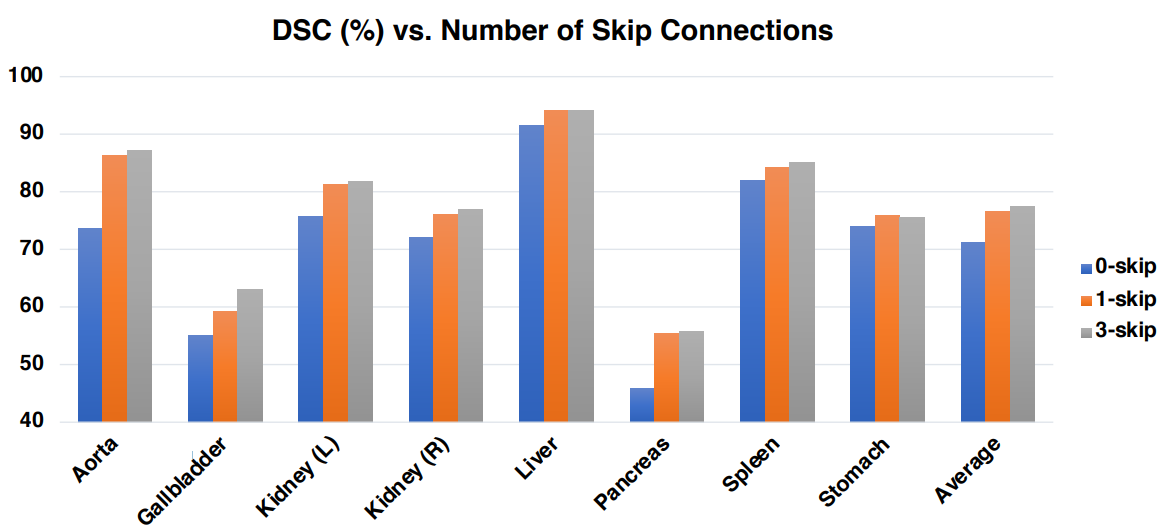 DSC (%) vs. Number of Skip Connections
100
90
80
70
60
50
40
Aorta
Gallbladder
Kidney (L)
Kidney (R)
Liver
Pancreas
Spleen
Stomach
Average
0-skip
1-skip
3-skip